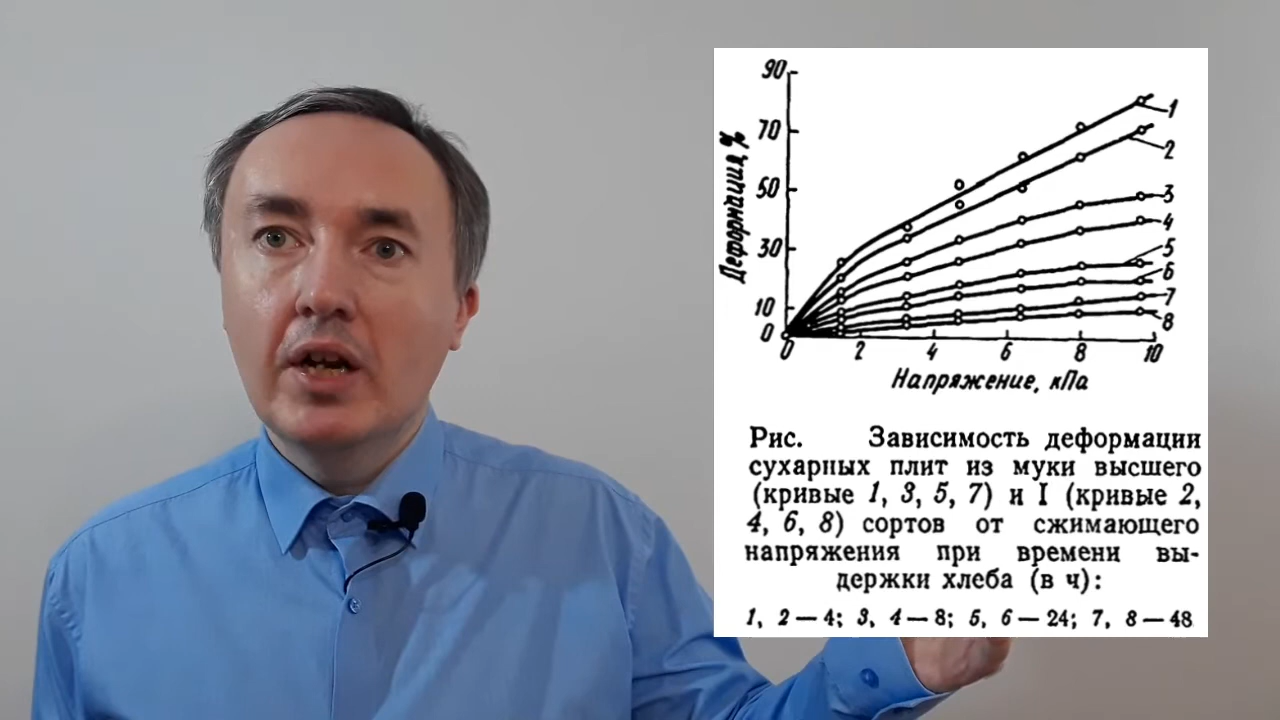 90
70
50
30
10
0
Деформация, %
1
2
3
4
5
6
7
8
0 2 4 6 8 10
Напряжение, кПа
Рис. Зависимость деформации
сухарных плит из муки высшего
(кривые 1, 3, 5, 7) и I (кривые 2,
4, 6, 8) сортов от сжимающего
напряжения при времени вы-
держки хлеба (в ч):
1, 2 — 4; 3, 4 — 8; 5, 6 — 24; 7, 8 — 48